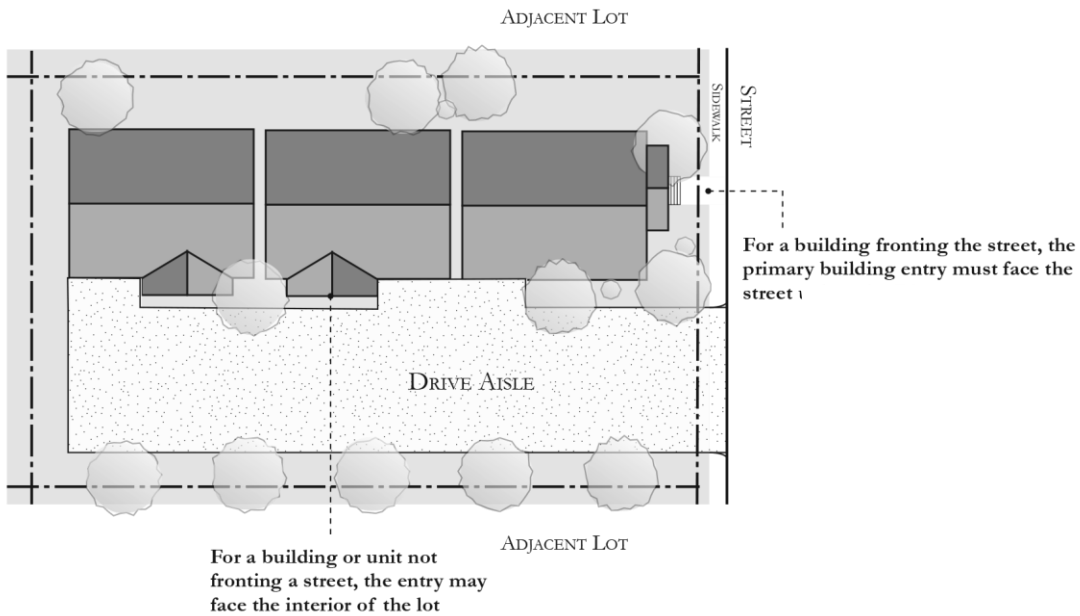 ADJACENT LOT
SIDEWALK
STREET
For a building fronting the street, the
primary building entry must face the
street
DRIVE AISLE
For a building or unit not
fronting a street, the entry may
face the interior of the lot
ADJACENT LOT